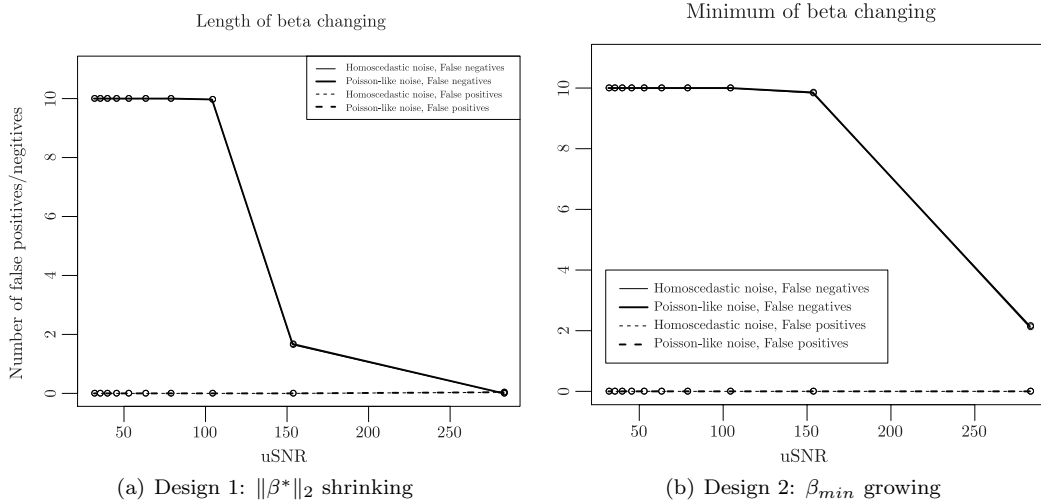 Length of beta changing
Number of false positives/negitives
0 2 4 6 8 10
Homoscedastic noise, False negatives
Poisson-like noise, False negatives
Homoscedastic noise, False positives
Poisson-like noise, False positives
50 100 150 200 250
uSNR
(a) Design 1: ‖β*‖₂ shrinking
Minimum of beta changing
0 2 4 6 8 10
Homoscedastic noise, False negatives
Poisson-like noise, False negatives
Homoscedastic noise, False positives
Poisson-like noise, False positives
50 100 150 200 250
uSNR
(b) Design 2: βmin growing